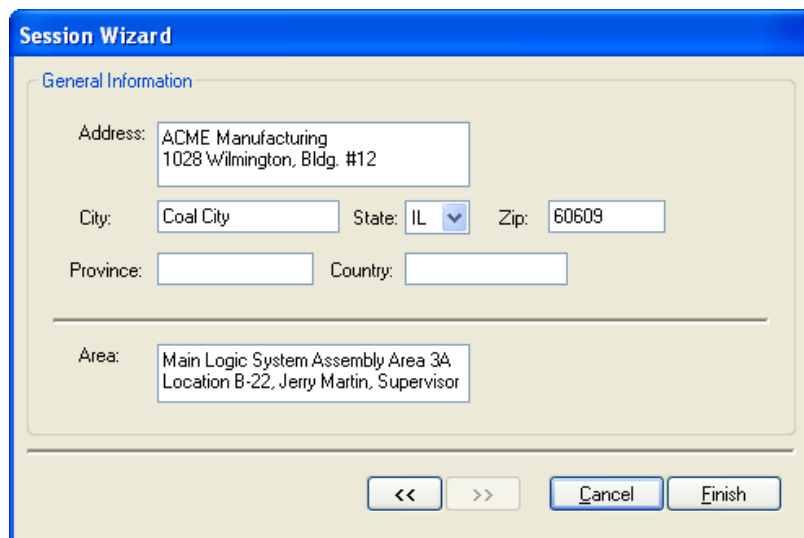 Session Wizard
General Information
Address: ACME Manufacturing
1028 Wilmington, Bldg. #12
City: Coal City State: IL Zip: 60609
Province: Country:
Area: Main Logic System Assembly Area 3A
Location B-22, Jerry Martin, Supervisor
<< >> Cancel Finish